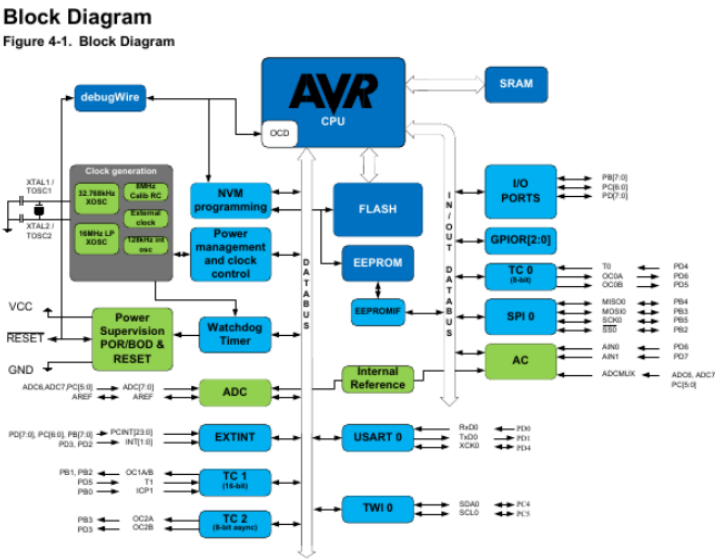 Block Diagram
Figure 4-1. Block Diagram
AVR
CPU
OCD
debugWire
SRAM
Clock generation
XTAL1 /
TOSC1
XTAL2 /
TOSC2
32.768kHz
XOSC
8MHz
Calib RC
External
clock
16MHz LP
XOSC
128kHz int
osc
NVM
programming
Power
management
and clock
control
FLASH
EEPROM
EEPROMIF
DATABUS
IN/OUT DATABUS
I/O
PORTS
PB[7:0]
PC[6:0]
PD[7:0]
GPIOR[2:0]
TC 0
(8-bit)
T0 PD4
OC0A PD6
OC0B PD5
SPI 0
MISO0 PB4
MOSI0 PB3
SCK0 PB5
SS0 PB2
AC
AIN0 PD6
AIN1 PD7
ADCMUX ADC6, ADC7
PC[5:0]
VCC
RESET
GND
Power
Supervision
POR/BOD &
RESET
Watchdog
Timer
Internal
Reference
ADC6,ADC7,PC[5:0] ADC[7:0]
AREF AREF
ADC
PD[7:0], PC[6:0], PB[7:0] PCINT[23:0]
PD3, PD2 INT[1:0]
EXTINT
USART 0
RxD0 PD0
TxD0 PD1
XCK0 PD4
PB1, PB2 OC1A/B
PD5 T1
PB0 ICP1
TC 1
(16-bit)
TWI 0
SDA0 PC4
SCL0 PC5
PB3 OC2A
PD3 OC2B
TC 2
(8-bit async)